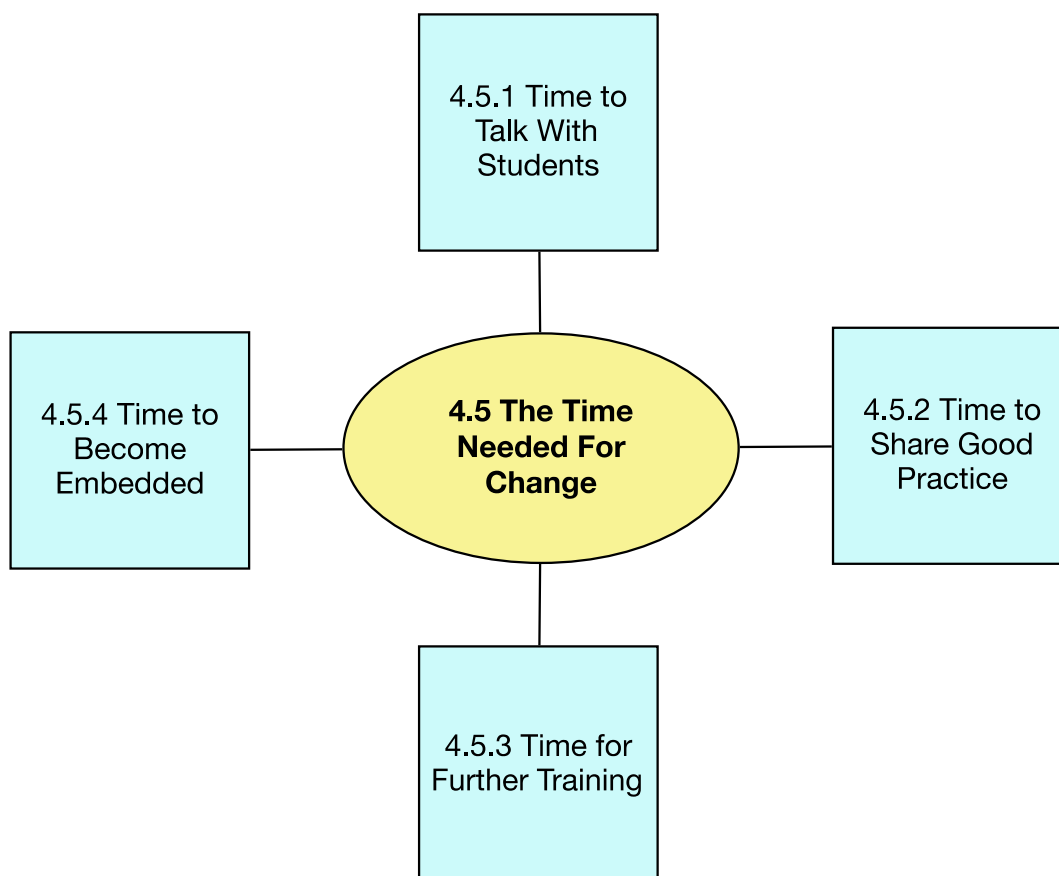 4.5.1 Time to
Talk With
Students
4.5.4 Time to
Become
Embedded
4.5 The Time
Needed For
Change
4.5.2 Time to
Share Good
Practice
4.5.3 Time for
Further Training